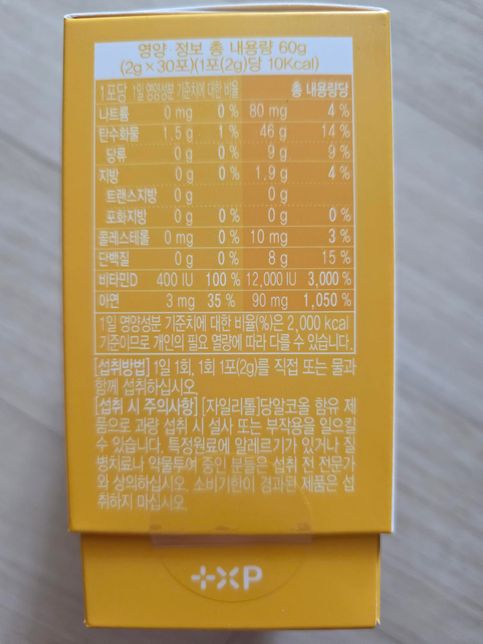 영양·정보 총 내용량 60g
(2g×30포)(1포(2g)당 10Kcal)
1포당 1일 영양성분 기준치에 대한 비율 총 내용량당
나트륨 0 mg 0 % 80 mg 4 %
탄수화물 1.5 g 1 % 46 g 14 %
당류 0 g 0 % 9 g 9 %
지방 0 g 0 % 1.9 g 4 %
트랜스지방 0 g 0 g
포화지방 0 g 0 % 0 g 0 %
콜레스테롤 0 mg 0 % 10 mg 3 %
단백질 0 g 0 % 8 g 15 %
비타민D 400 IU 100 % 12,000 IU 3,000 %
아연 3 mg 35 % 90 mg 1,050 %
1일 영양성분 기준치에 대한 비율(%)은 2,000 kcal
기준이므로 개인의 필요 열량에 따라 다를 수 있습니다.
[섭취방법] 1일 1회, 1회 1포(2g)를 직접 또는 물과
함께 섭취하십시오.
[섭취 시 주의사항] [자일리톨]당알코올 함유 제
품으로 과량 섭취 시 설사 또는 부작용을 일으킬
수 있습니다. 특정원료에 알레르기가 있거나 질
병치료나 약물투여 중인 분들은 섭취 전 전문가
와 상의하십시오. 소비기한이 경과된 제품은 섭
취하지 마십시오.
+XP